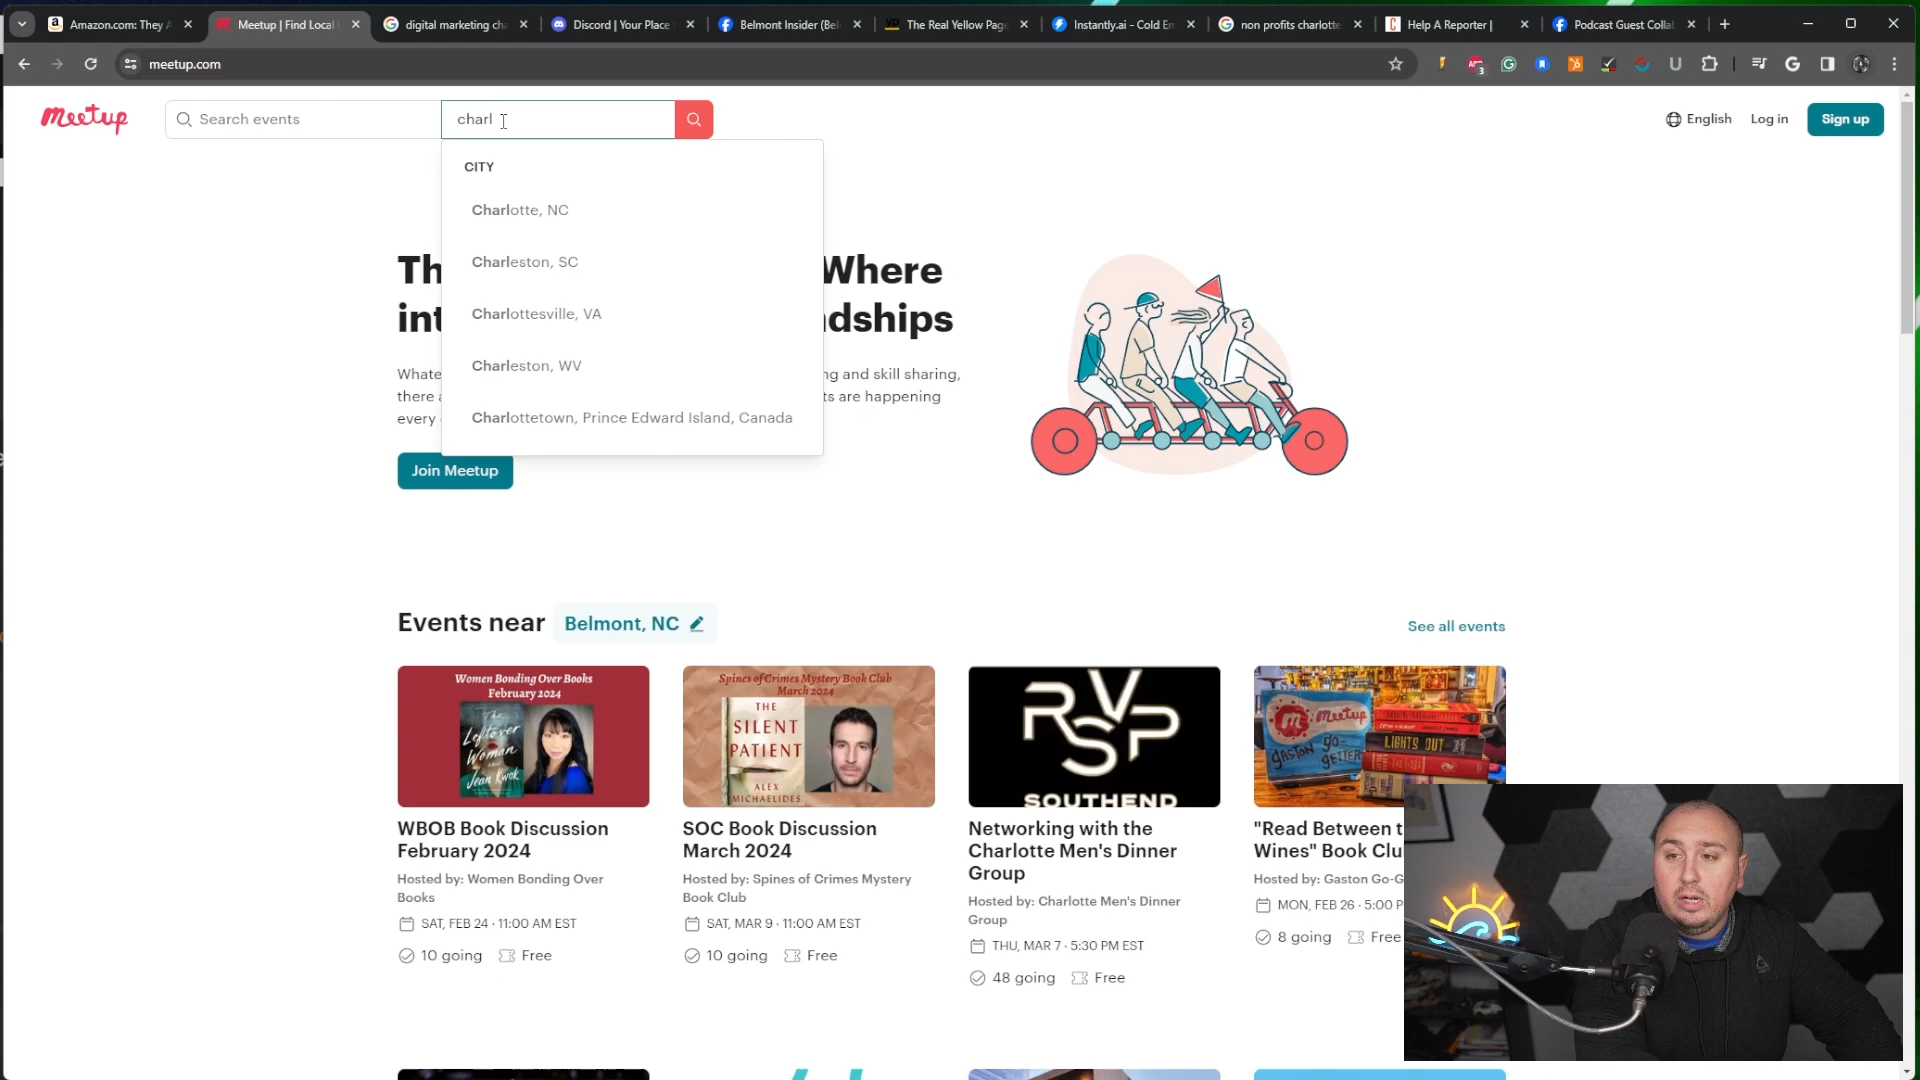 Amazon.com: They A
Meetup | Find Local
digital marketing cha
Discord | Your Place
Belmont Insider (Bel
The Real Yellow Page
Instantly.ai - Cold En
non profits charlotte
Help A Reporter |
Podcast Guest Colla
meetup.com
3
Meetup
Search events
charl
English
Log in
Sign up
CITY
Charlotte, NC
Charleston, SC
Charlottesville, VA
Charleston, WV
Charlottetown, Prince Edward Island, Canada
Th
Where
int
dships
Whate
ng and skill sharing,
there
ts are happening
every
Join Meetup
Events near
Belmont, NC
See all events
Women Bonding Over Books
February 2024
The
Leftover
Woman
Jean Kwok
Spines of Crimes Mystery Book Club
March 2024
THE
SILENT
PATIENT
ALEX
MICHAELIDES
RVSP
SOUTHEND
meetup
GASTON GO-
GETTER
LIGHTS OUT
WBOB Book Discussion
February 2024
Hosted by: Women Bonding Over
Books
SAT, FEB 24 · 11:00 AM EST
10 going
Free
SOC Book Discussion
March 2024
Hosted by: Spines of Crimes Mystery
Book Club
SAT, MAR 9 · 11:00 AM EST
10 going
Free
Networking with the
Charlotte Men's Dinner
Group
Hosted by: Charlotte Men's Dinner
Group
THU, MAR 7 · 5:30 PM EST
48 going
Free
"Read Between t
Wines" Book Clu
Hosted by: Gaston Go-G
MON, FEB 26 · 5:00 P
8 going
Free